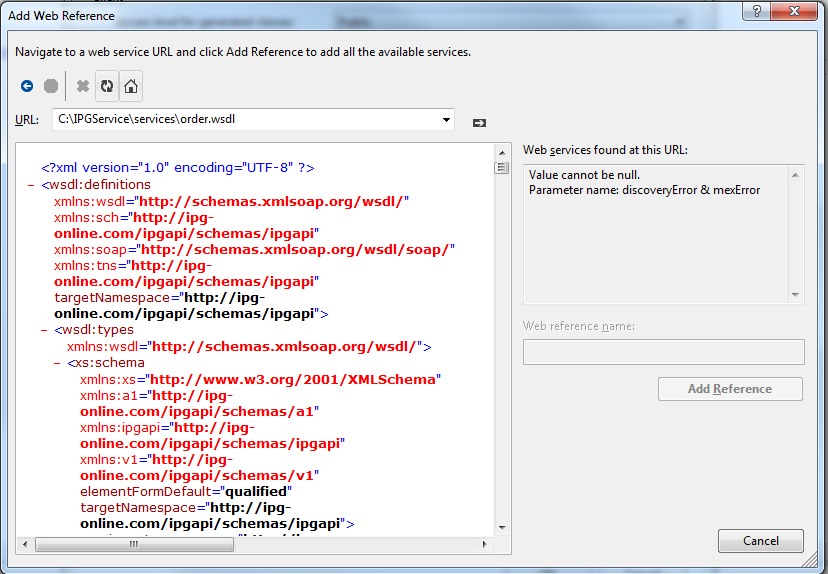 Add Web Reference
Navigate to a web service URL and click Add Reference to add all the available services.
URL:
C:\IPGService\services\order.wsdl
<?xml version="1.0" encoding="UTF-8" ?>
– <wsdl:definitions
xmlns:wsdl="http://schemas.xmlsoap.org/wsdl/"
xmlns:sch="http://ipg-
online.com/ipgapi/schemas/ipgapi"
xmlns:soap="http://schemas.xmlsoap.org/wsdl/soap/"
xmlns:tns="http://ipg-
online.com/ipgapi/schemas/ipgapi"
targetNamespace="http://ipg-
online.com/ipgapi/schemas/ipgapi">
– <wsdl:types
xmlns:wsdl="http://schemas.xmlsoap.org/wsdl/">
– <xs:schema
xmlns:xs="http://www.w3.org/2001/XMLSchema"
xmlns:a1="http://ipg-
online.com/ipgapi/schemas/a1"
xmlns:ipgapi="http://ipg-
online.com/ipgapi/schemas/ipgapi"
xmlns:v1="http://ipg-
online.com/ipgapi/schemas/v1"
elementFormDefault="qualified"
targetNamespace="http://ipg-
online.com/ipgapi/schemas/ipgapi">
Web services found at this URL:
Value cannot be null.
Parameter name: discoveryError & mexError
Web reference name:
Add Reference
Cancel